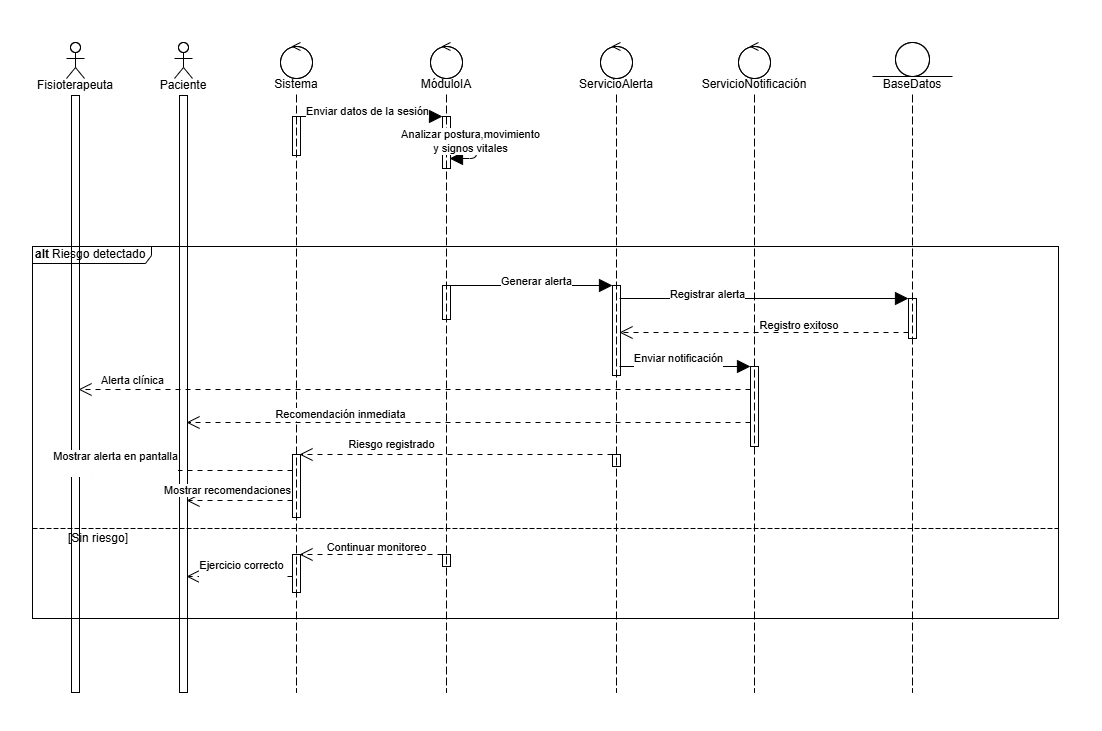 Fisioterapeuta
Paciente
Sistema
MóduloIA
ServicioAlerta
ServicioNotificación
BaseDatos
Enviar datos de la sesión
Analizar postura,movimiento
y signos vitales
alt Riesgo detectado
Generar alerta
Registrar alerta
Registro exitoso
Enviar notificación
Alerta clínica
Recomendación inmediata
Riesgo registrado
Mostrar alerta en pantalla
Mostrar recomendaciones
[Sin riesgo]
Continuar monitoreo
Ejercicio correcto